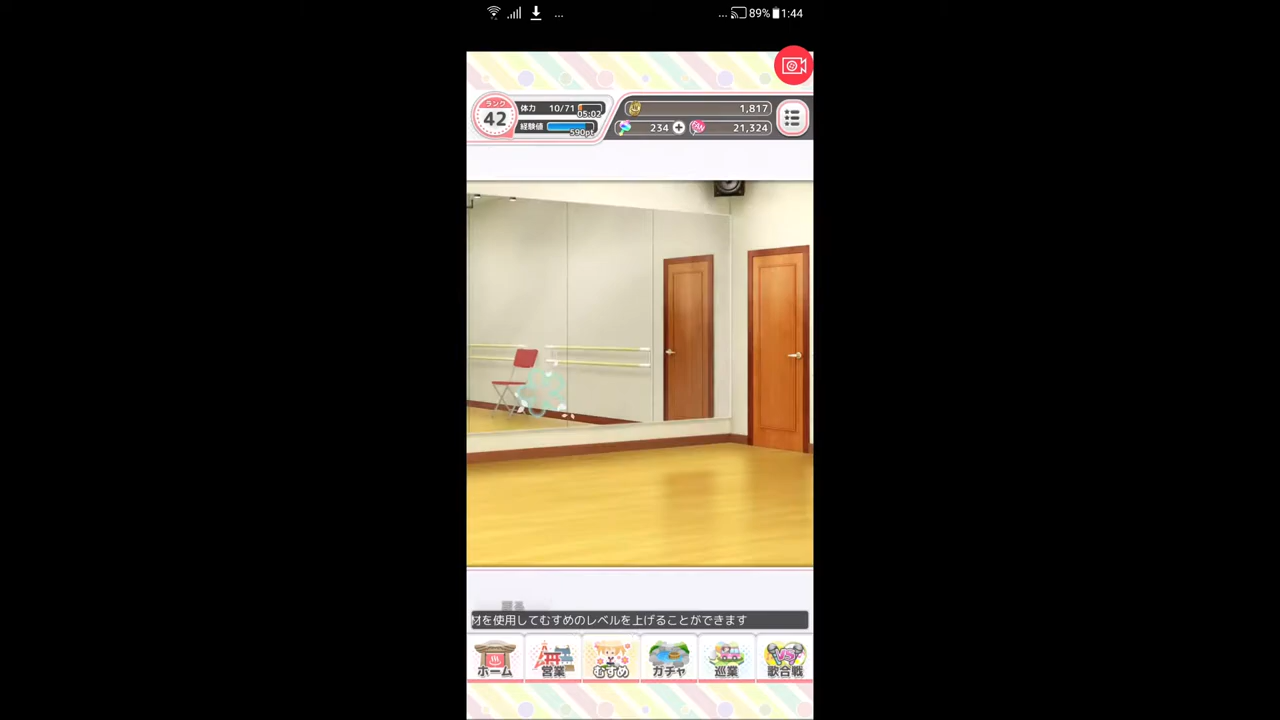 ... ... 89% 1:44
ランク
42
体力 10/71
05:02
経験値
590pt
1,817
234
21,324
材を使用してむすめのレベルを上げることができます
ホーム 営業 むすめ ガチャ 巡業 歌合戦